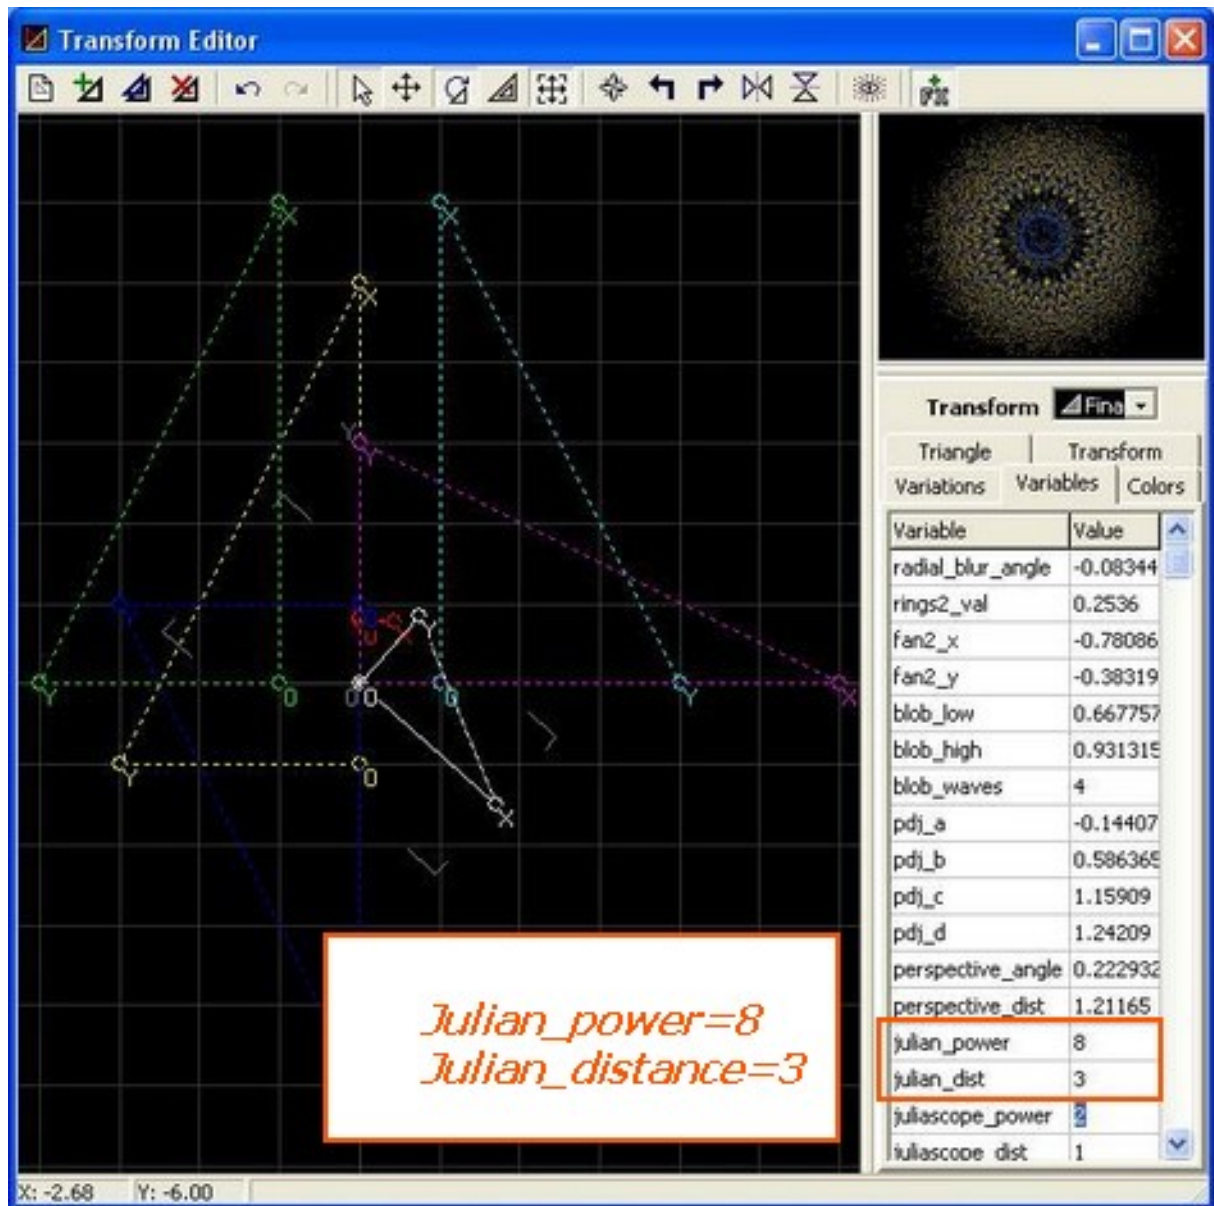 Transform Editor
Transform Fina
Triangle Transform
Variations Variables Colors
Variable Value
radial_blur_angle -0.08344
rings2_val 0.2536
fan2_x -0.78086
fan2_y -0.38319
blob_low 0.667757
blob_high 0.931315
blob_waves 4
pdj_a -0.14407
pdj_b 0.586365
pdj_c 1.15909
pdj_d 1.24209
perspective_angle 0.222932
perspective_dist 1.21165
julian_power 8
julian_dist 3
juliascope_power 2
juliascope_dist 1
X
X
X
Y
Y
Y
Y
O
O
O
Y
X
Y
O
X
Julian_power=8
Julian_distance=3
X: -2.68 Y: -6.00